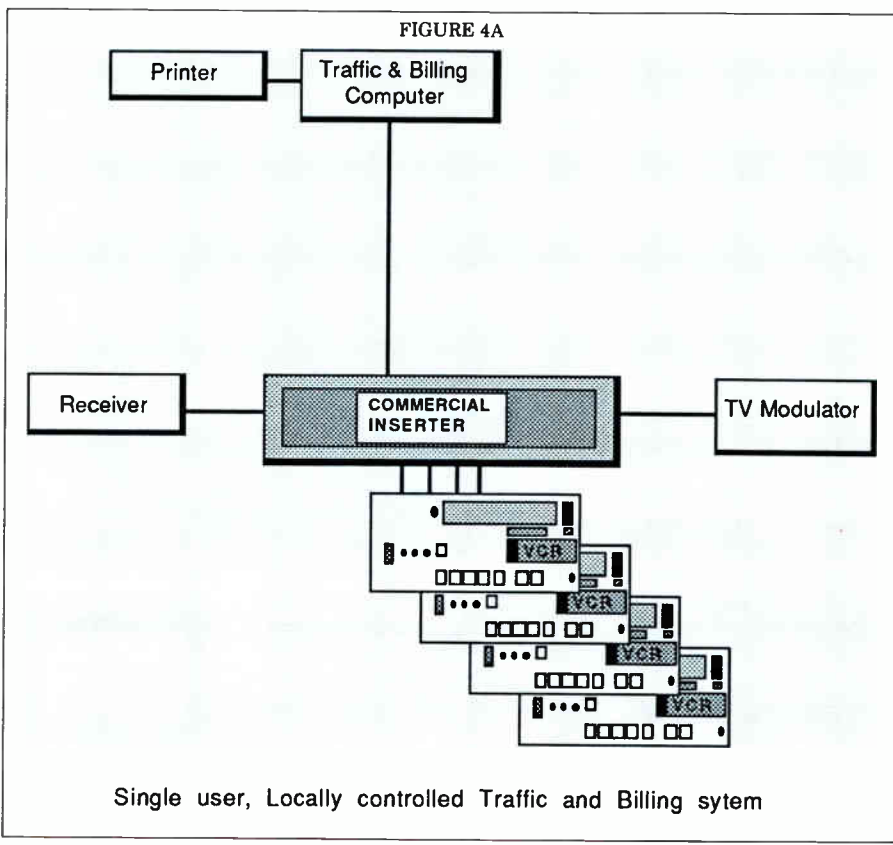 FIGURE 4A
Printer
Traffic & Billing
Computer
Receiver
COMMERCIAL
INSERTER
TV Modulator
VCR
VCR
VCR
VCR
Single user, Locally controlled Traffic and Billing sytem